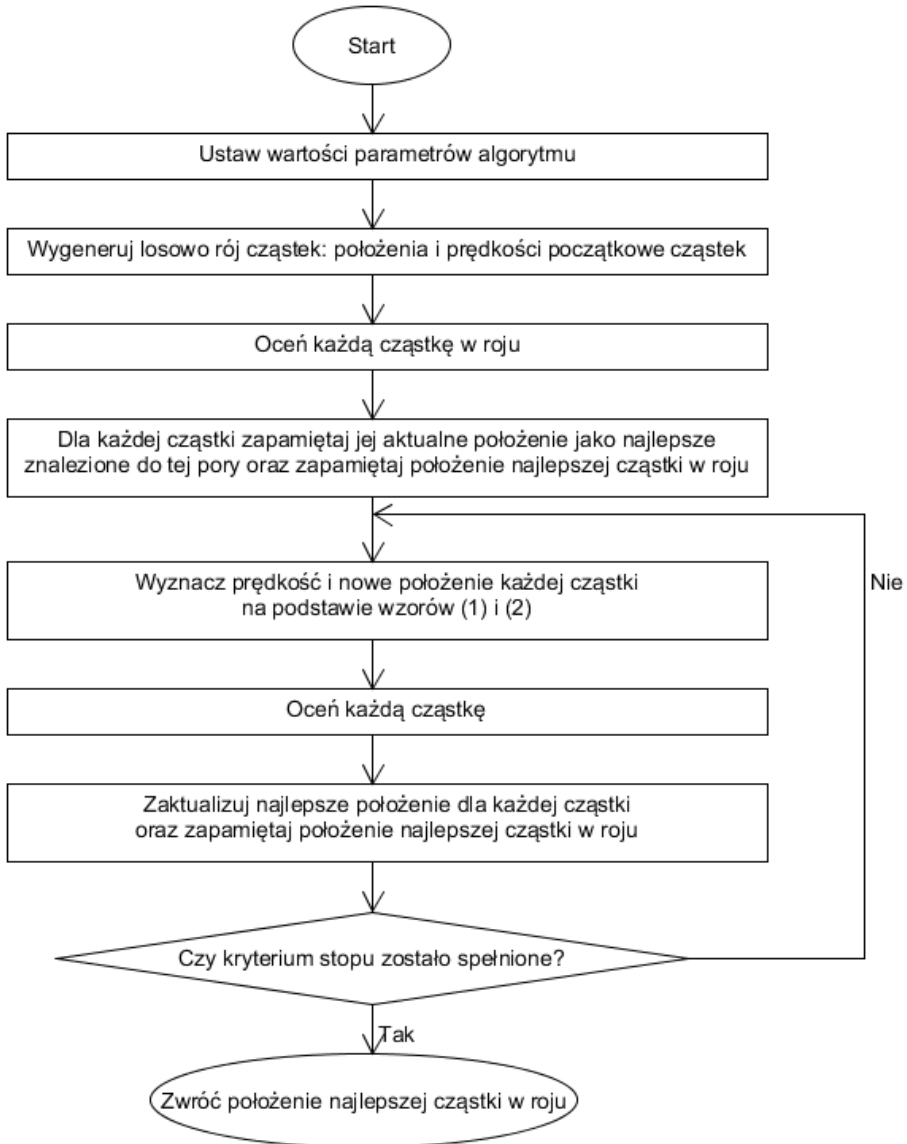 Start
Ustaw wartości parametrów algorytmu
Wygeneruj losowo rój cząstek: położenia i prędkości początkowe cząstek
Oceń każdą cząstkę w roju
Dla każdej cząstki zapamiętaj jej aktualne położenie jako najlepsze
znalezione do tej pory oraz zapamiętaj położenie najlepszej cząstki w roju
Wyznacz prędkość i nowe położenie każdej cząstki
na podstawie wzorów (1) i (2)
Nie
Oceń każdą cząstkę
Zaktualizuj najlepsze położenie dla każdej cząstki
oraz zapamiętaj położenie najlepszej cząstki w roju
Czy kryterium stopu zostało spełnione?
Tak
Zwróć położenie najlepszej cząstki w roju